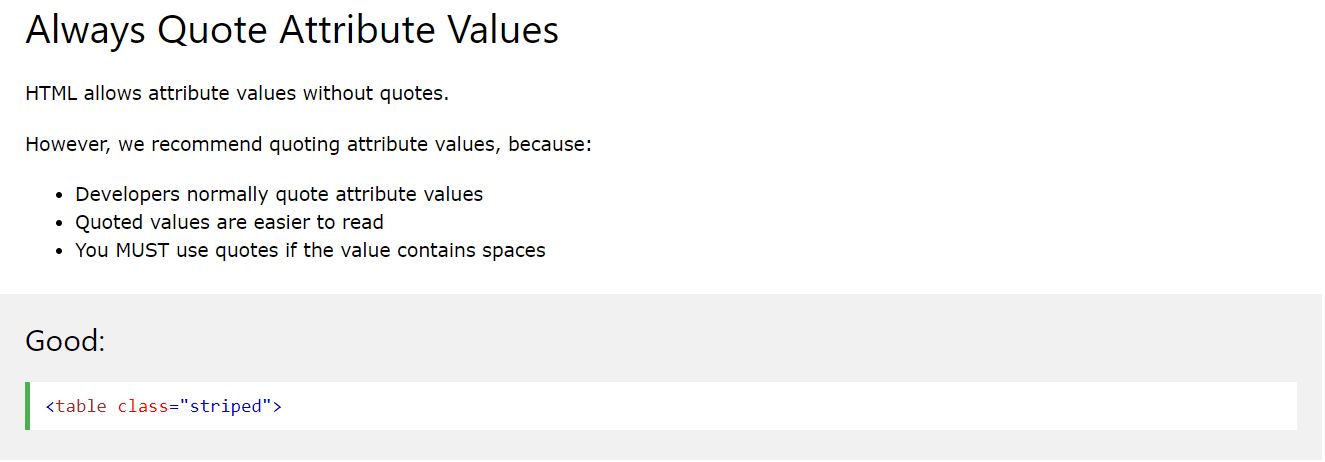 Always Quote Attribute Values
HTML allows attribute values without quotes.
However, we recommend quoting attribute values, because:
• Developers normally quote attribute values
• Quoted values are easier to read
• You MUST use quotes if the value contains spaces
Good:
<table class="striped">